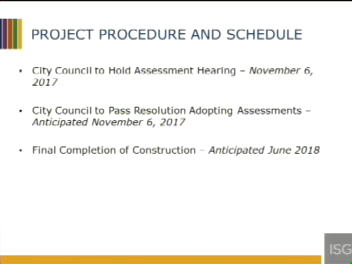 PROJECT PROCEDURE AND SCHEDULE
• City Council to Hold Assessment Hearing – November 6,
2017
• City Council to Pass Resolution Adopting Assessments –
Anticipated November 6, 2017
• Final Completion of Construction – Anticipated June 2018
ISG